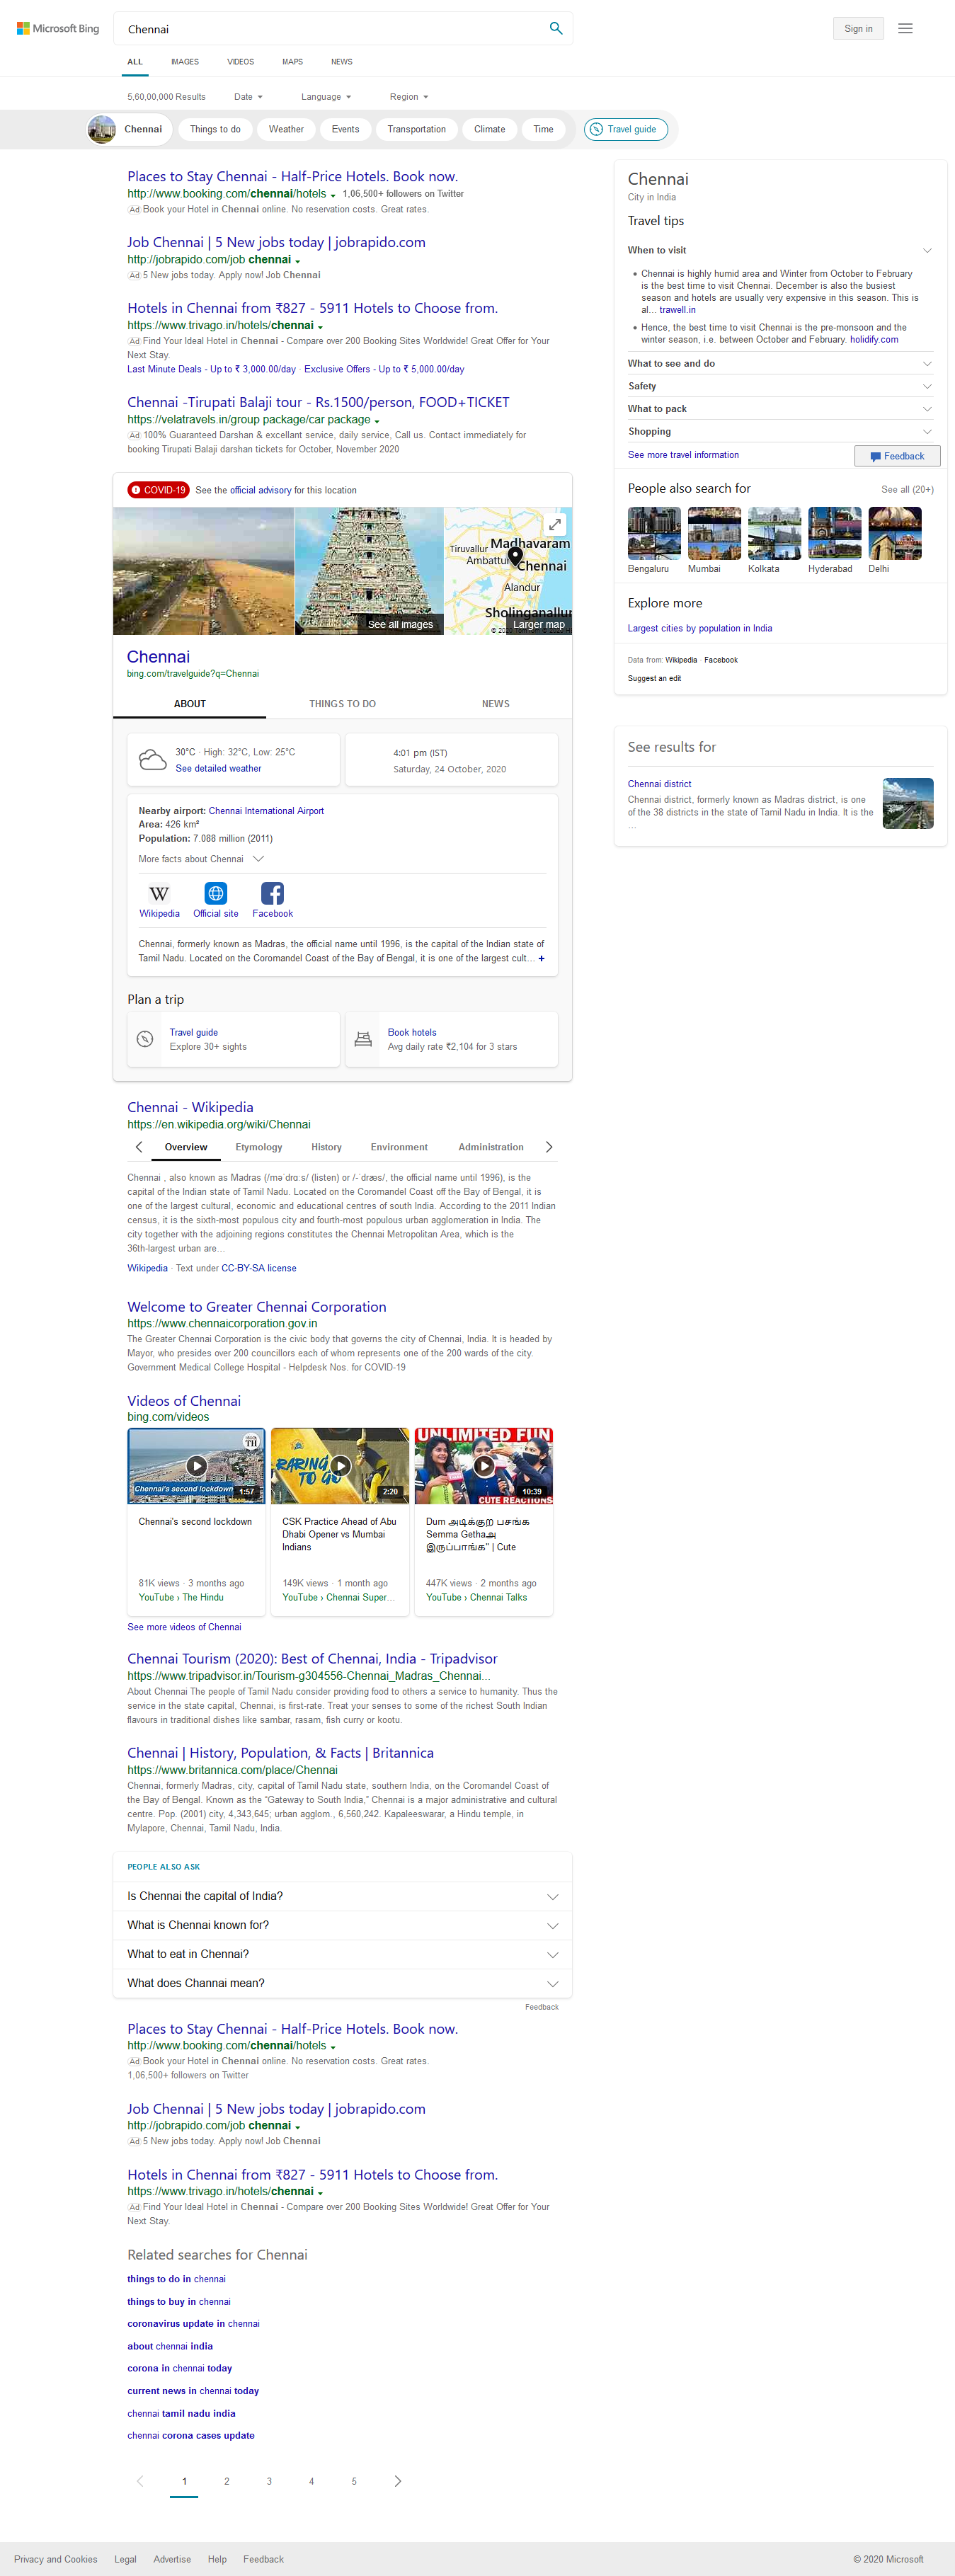 Microsoft Bing
Chennai
Sign in
ALL IMAGES VIDEOS MAPS NEWS
5,60,00,000 Results Date Language Region
Chennai Things to do Weather Events Transportation Climate Time Travel guide
Places to Stay Chennai - Half-Price Hotels. Book now.
http://www.booking.com/chennai/hotels 1,06,500+ followers on Twitter
Ad Book your Hotel in Chennai online. No reservation costs. Great rates.
Job Chennai | 5 New jobs today | jobrapido.com
http://jobrapido.com/job chennai
Ad 5 New jobs today. Apply now! Job Chennai
Hotels in Chennai from ₹827 - 5911 Hotels to Choose from.
https://www.trivago.in/hotels/chennai
Ad Find Your Ideal Hotel in Chennai - Compare over 200 Booking Sites Worldwide! Great Offer for Your
Next Stay.
Last Minute Deals - Up to ₹ 3,000.00/day · Exclusive Offers - Up to ₹ 5,000.00/day
Chennai -Tirupati Balaji tour - Rs.1500/person, FOOD+TICKET
https://velatravels.in/group package/car package
Ad 100% Guaranteed Darshan & excellant service, daily service, Call us. Contact immediately for
booking Tirupati Balaji darshan tickets for October, November 2020
COVID-19 See the official advisory for this location
See all images
Tiruvallur
Madhavaram
Ambattur
Chennai
Alandur
Sholinganallur
Larger map
Chennai
bing.com/travelguide?q=Chennai
ABOUT THINGS TO DO NEWS
30°C · High: 32°C, Low: 25°C
See detailed weather
4:01 pm (IST)
Saturday, 24 October, 2020
Nearby airport: Chennai International Airport
Area: 426 km²
Population: 7.088 million (2011)
More facts about Chennai
W
Wikipedia Official site Facebook
Chennai, formerly known as Madras, the official name until 1996, is the capital of the Indian state of
Tamil Nadu. Located on the Coromandel Coast of the Bay of Bengal, it is one of the largest cult... +
Plan a trip
Travel guide
Explore 30+ sights
Book hotels
Avg daily rate ₹2,104 for 3 stars
Chennai - Wikipedia
https://en.wikipedia.org/wiki/Chennai
Overview Etymology History Environment Administration
Chennai , also known as Madras (/məˈdrɑːs/ (listen) or /-ˈdræs/, the official name until 1996), is the
capital of the Indian state of Tamil Nadu. Located on the Coromandel Coast off the Bay of Bengal, it is
one of the largest cultural, economic and educational centres of south India. According to the 2011 Indian
census, it is the sixth-most populous city and fourth-most populous urban agglomeration in India. The
city together with the adjoining regions constitutes the Chennai Metropolitan Area, which is the
36th-largest urban are...
Wikipedia · Text under CC-BY-SA license
Welcome to Greater Chennai Corporation
https://www.chennaicorporation.gov.in
The Greater Chennai Corporation is the civic body that governs the city of Chennai, India. It is headed by
Mayor, who presides over 200 councillors each of whom represents one of the 200 wards of the city.
Government Medical College Hospital - Helpdesk Nos. for COVID-19
Videos of Chennai
bing.com/videos
TH
Chennai's second lockdown 1:57
RARING
TO GO
2:20
UNLIMITED FUN
10:39
CUTE REACTIONS
Chennai's second lockdown
81K views · 3 months ago
YouTube › The Hindu
CSK Practice Ahead of Abu
Dhabi Opener vs Mumbai
Indians
149K views · 1 month ago
YouTube › Chennai Super...
Dum அடிக்குற பசங்க
Semma Gethaஅ
இருப்பாங்க" | Cute
447K views · 2 months ago
YouTube › Chennai Talks
See more videos of Chennai
Chennai Tourism (2020): Best of Chennai, India - Tripadvisor
https://www.tripadvisor.in/Tourism-g304556-Chennai_Madras_Chennai...
About Chennai The people of Tamil Nadu consider providing food to others a service to humanity. Thus the
service in the state capital, Chennai, is first-rate. Treat your senses to some of the richest South Indian
flavours in traditional dishes like sambar, rasam, fish curry or kootu.
Chennai | History, Population, & Facts | Britannica
https://www.britannica.com/place/Chennai
Chennai, formerly Madras, city, capital of Tamil Nadu state, southern India, on the Coromandel Coast of
the Bay of Bengal. Known as the "Gateway to South India," Chennai is a major administrative and cultural
centre. Pop. (2001) city, 4,343,645; urban agglom., 6,560,242. Kapaleeswarar, a Hindu temple, in
Mylapore, Chennai, Tamil Nadu, India.
PEOPLE ALSO ASK
Is Chennai the capital of India?
What is Chennai known for?
What to eat in Chennai?
What does Channai mean?
Feedback
Places to Stay Chennai - Half-Price Hotels. Book now.
http://www.booking.com/chennai/hotels
Ad Book your Hotel in Chennai online. No reservation costs. Great rates.
1,06,500+ followers on Twitter
Job Chennai | 5 New jobs today | jobrapido.com
http://jobrapido.com/job chennai
Ad 5 New jobs today. Apply now! Job Chennai
Hotels in Chennai from ₹827 - 5911 Hotels to Choose from.
https://www.trivago.in/hotels/chennai
Ad Find Your Ideal Hotel in Chennai - Compare over 200 Booking Sites Worldwide! Great Offer for Your
Next Stay.
Related searches for Chennai
things to do in chennai
things to buy in chennai
coronavirus update in chennai
about chennai india
corona in chennai today
current news in chennai today
chennai tamil nadu india
chennai corona cases update
1 2 3 4 5
Chennai
City in India
Travel tips
When to visit
• Chennai is highly humid area and Winter from October to February
is the best time to visit Chennai. December is also the busiest
season and hotels are usually very expensive in this season. This is
al... trawell.in
• Hence, the best time to visit Chennai is the pre-monsoon and the
winter season, i.e. between October and February. holidify.com
What to see and do
Safety
What to pack
Shopping
See more travel information
Feedback
People also search for See all (20+)
Bengaluru Mumbai Kolkata Hyderabad Delhi
Explore more
Largest cities by population in India
Data from: Wikipedia · Facebook
Suggest an edit
See results for
Chennai district
Chennai district, formerly known as Madras district, is one
of the 38 districts in the state of Tamil Nadu in India. It is the
...
Privacy and Cookies Legal Advertise Help Feedback © 2020 Microsoft